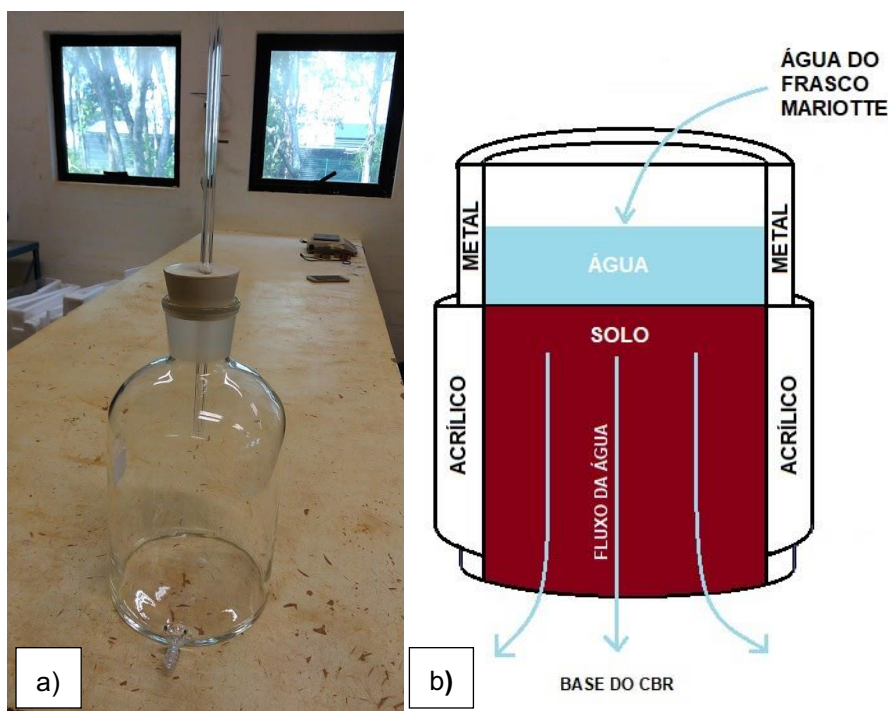 a)
ÁGUA DO
FRASCO
MARIOTTE
METAL
METAL
ÁGUA
SOLO
ACRÍLICO
ACRÍLICO
FLUXO DA ÁGUA
BASE DO CBR
b)